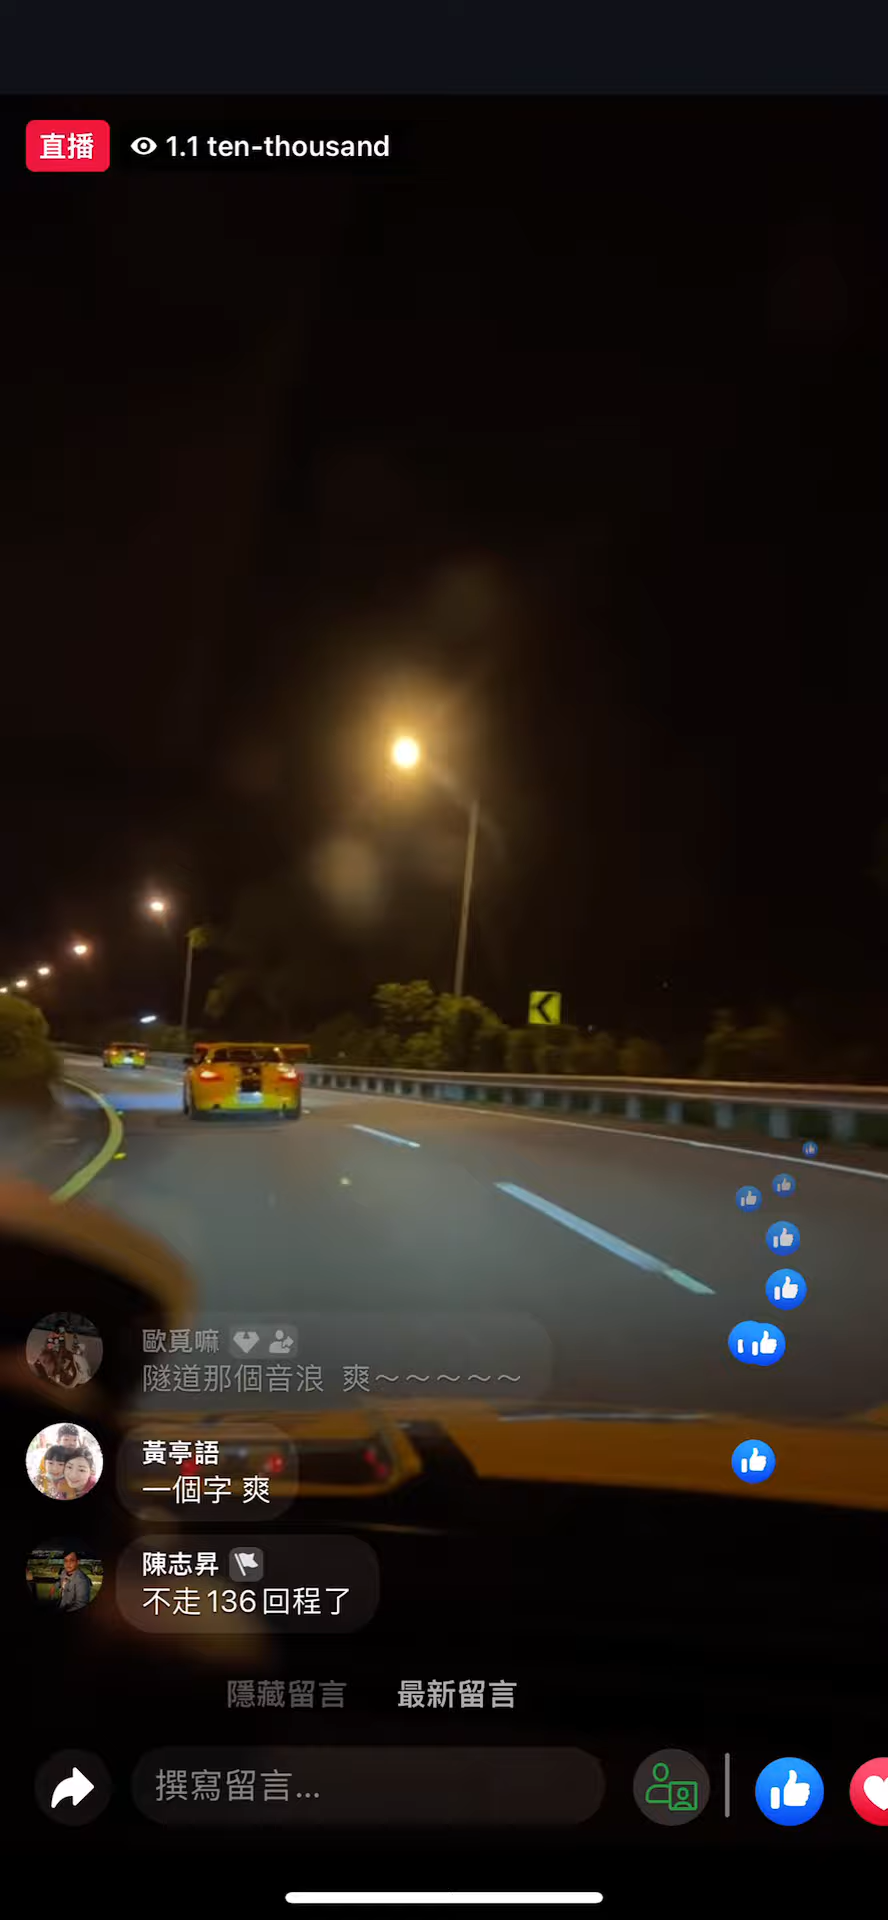 直播
1.1 ten-thousand
歐覓嘛
隧道那個音浪 爽~~~~~
黃亭語
一個字 爽
陳志昇
不走136回程了
隱藏留言
最新留言
撰寫留言...